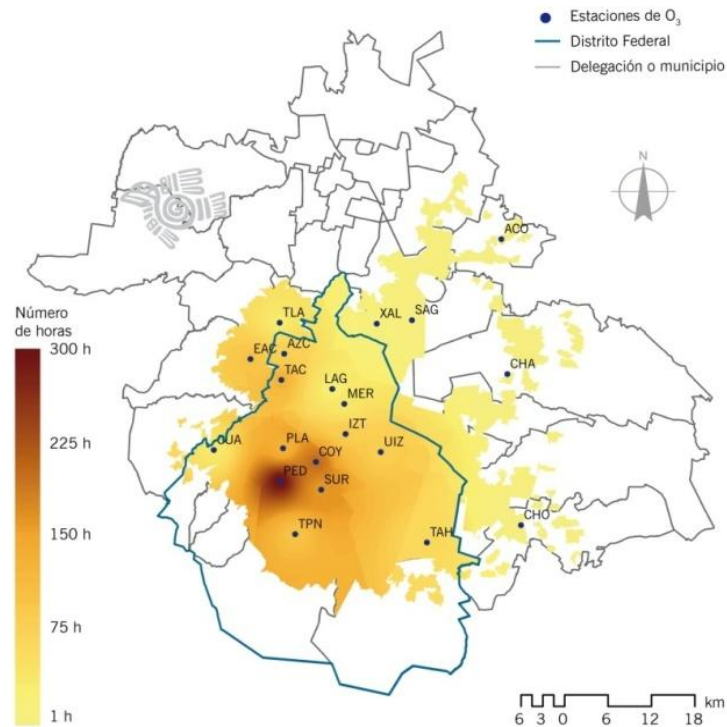 Estaciones de O3
Distrito Federal
Delegación o municipio
N
ACO
TLA
XAL
SAG
EAC
AZC
TAC
CHA
LAG
MER
IZT
CUA
PLA
COY
UIZ
PED
SUR
TPN
TAH
CHO
Número
de horas
300 h
225 h
150 h
75 h
1 h
km
6 3 0 6 12 18